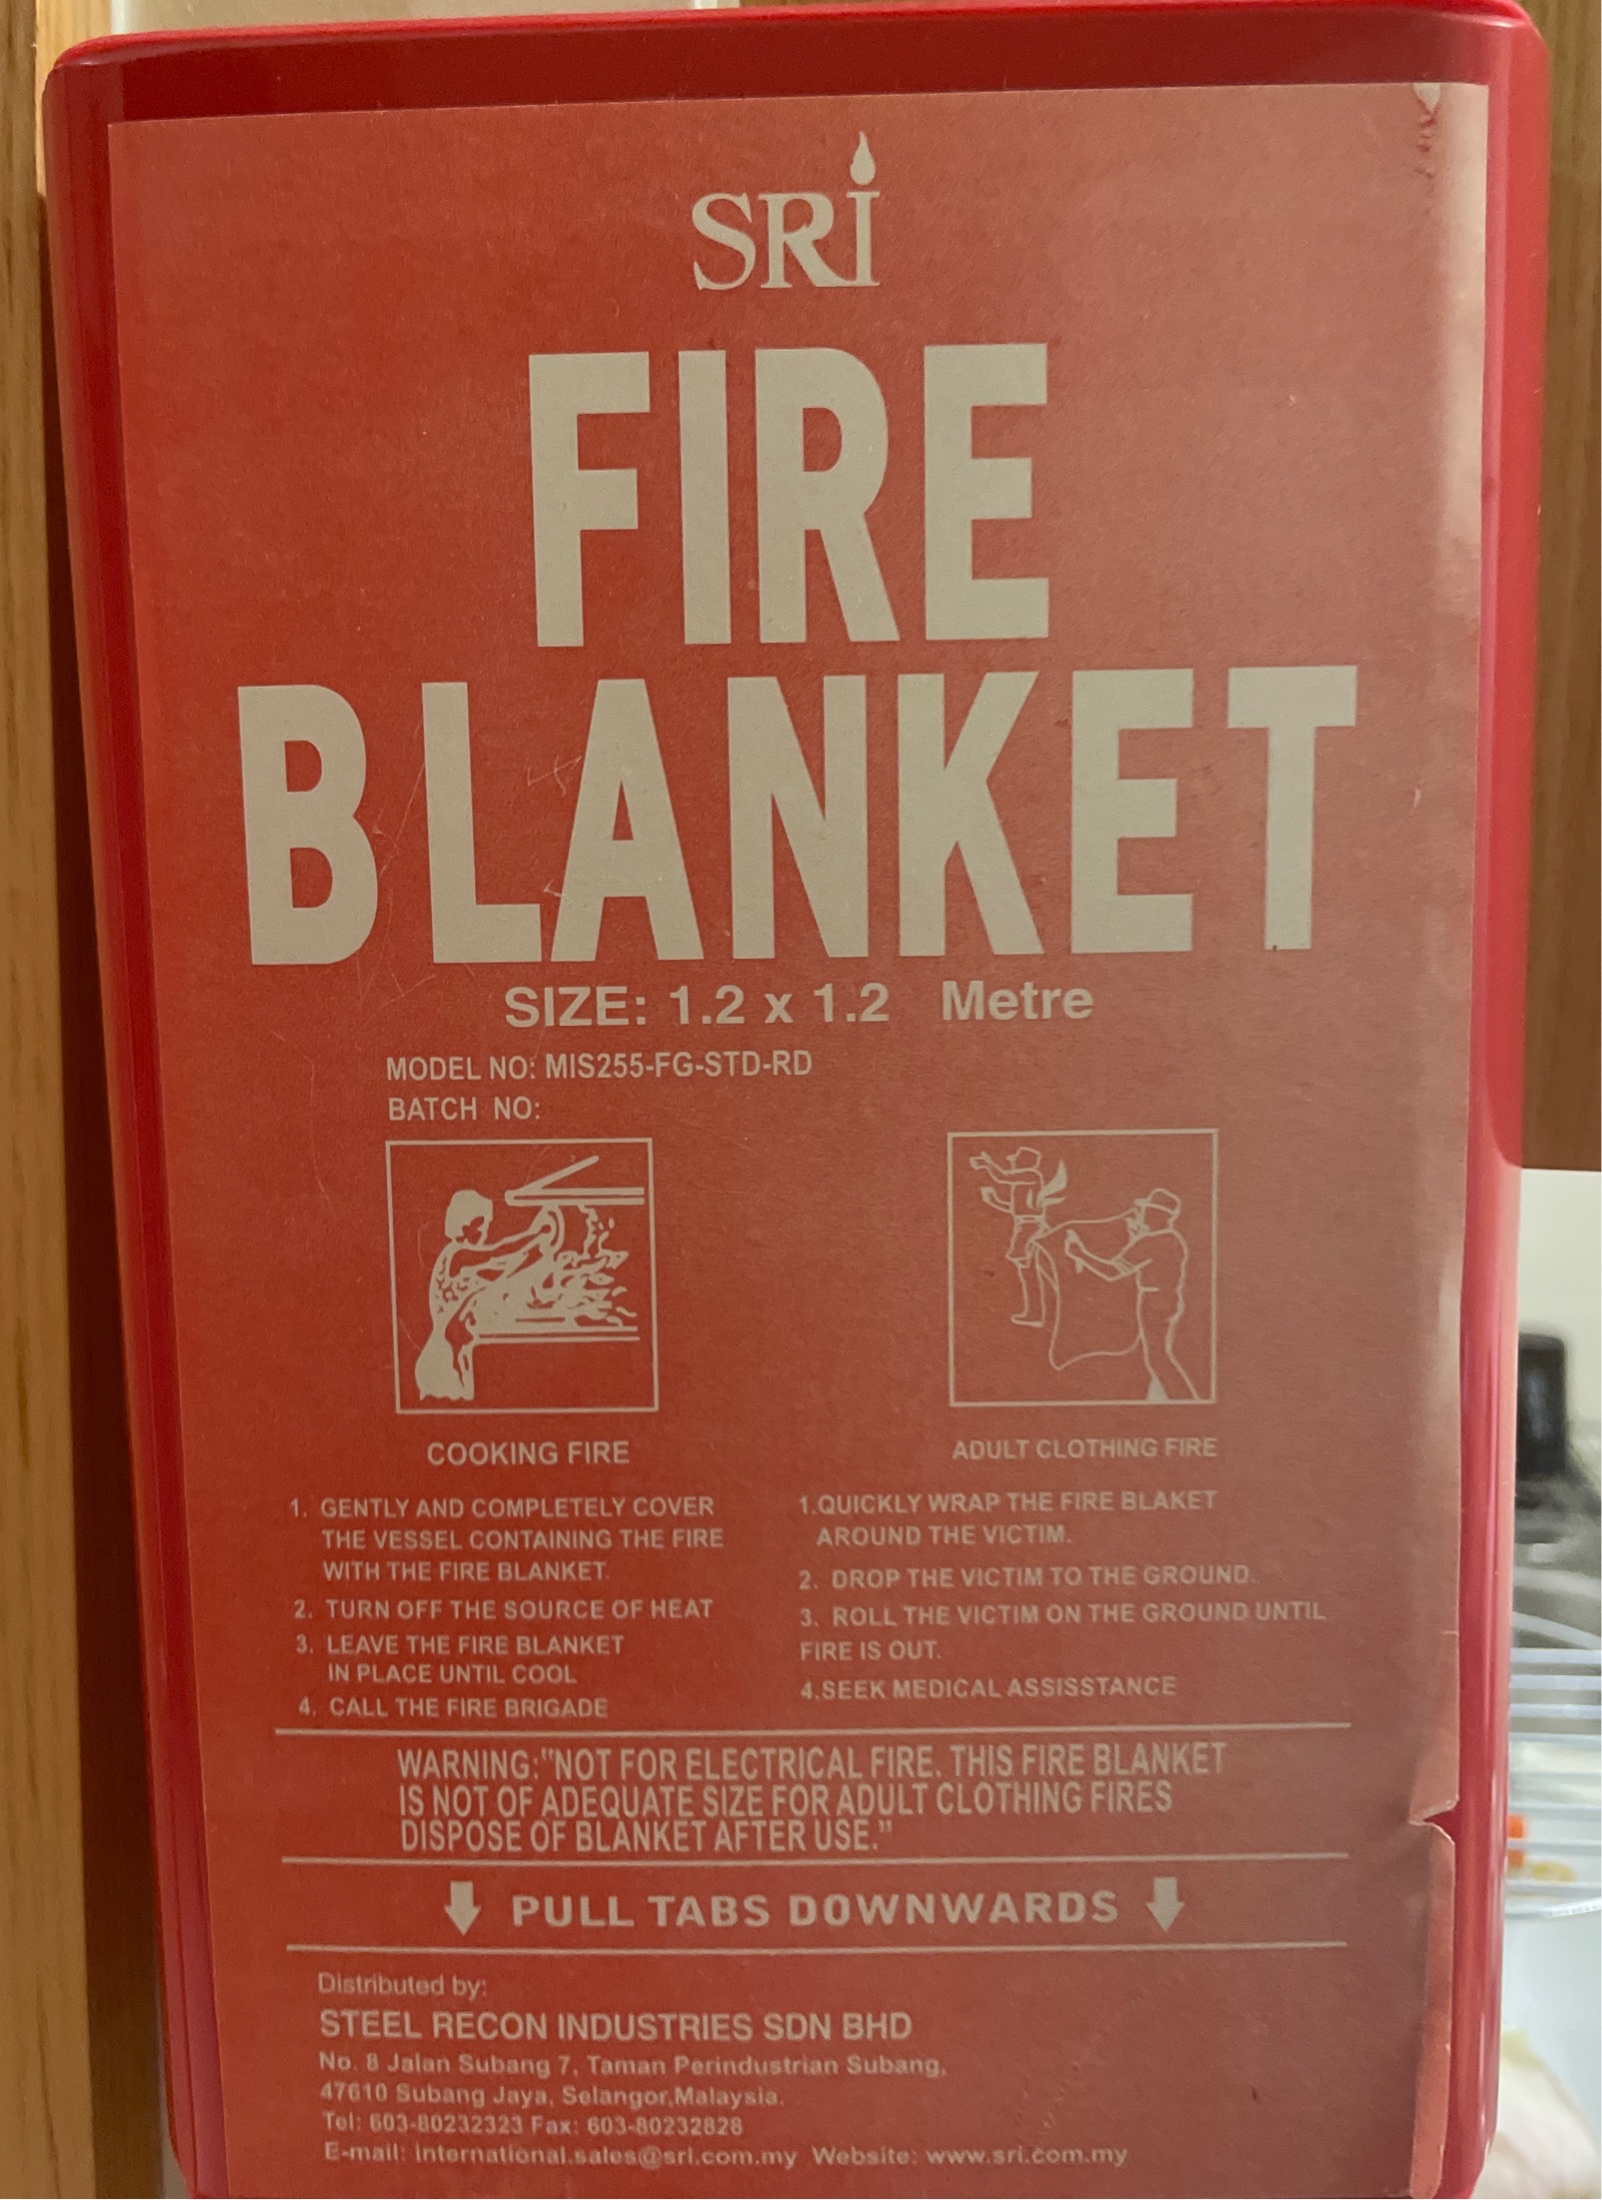 SRI
FIRE
BLANKET
SIZE: 1.2 x 1.2 Metre
MODEL NO: MIS255-FG-STD-RD
BATCH NO:
COOKING FIRE
1. GENTLY AND COMPLETELY COVER
THE VESSEL CONTAINING THE FIRE
WITH THE FIRE BLANKET.
2. TURN OFF THE SOURCE OF HEAT
3. LEAVE THE FIRE BLANKET
IN PLACE UNTIL COOL
4. CALL THE FIRE BRIGADE
ADULT CLOTHING FIRE
1.QUICKLY WRAP THE FIRE BLAKET
AROUND THE VICTIM.
2. DROP THE VICTIM TO THE GROUND.
3. ROLL THE VICTIM ON THE GROUND UNTIL
FIRE IS OUT.
4.SEEK MEDICAL ASSISSTANCE
WARNING:"NOT FOR ELECTRICAL FIRE. THIS FIRE BLANKET
IS NOT OF ADEQUATE SIZE FOR ADULT CLOTHING FIRES
DISPOSE OF BLANKET AFTER USE."
PULL TABS DOWNWARDS
Distributed by:
STEEL RECON INDUSTRIES SDN BHD
No. 8 Jalan Subang 7, Taman Perindustrian Subang,
47610 Subang Jaya, Selangor,Malaysia.
Tel: 603-80232323 Fax: 603-80232828
E-mail: international.sales@sri.com.my Website: www.sri.com.my